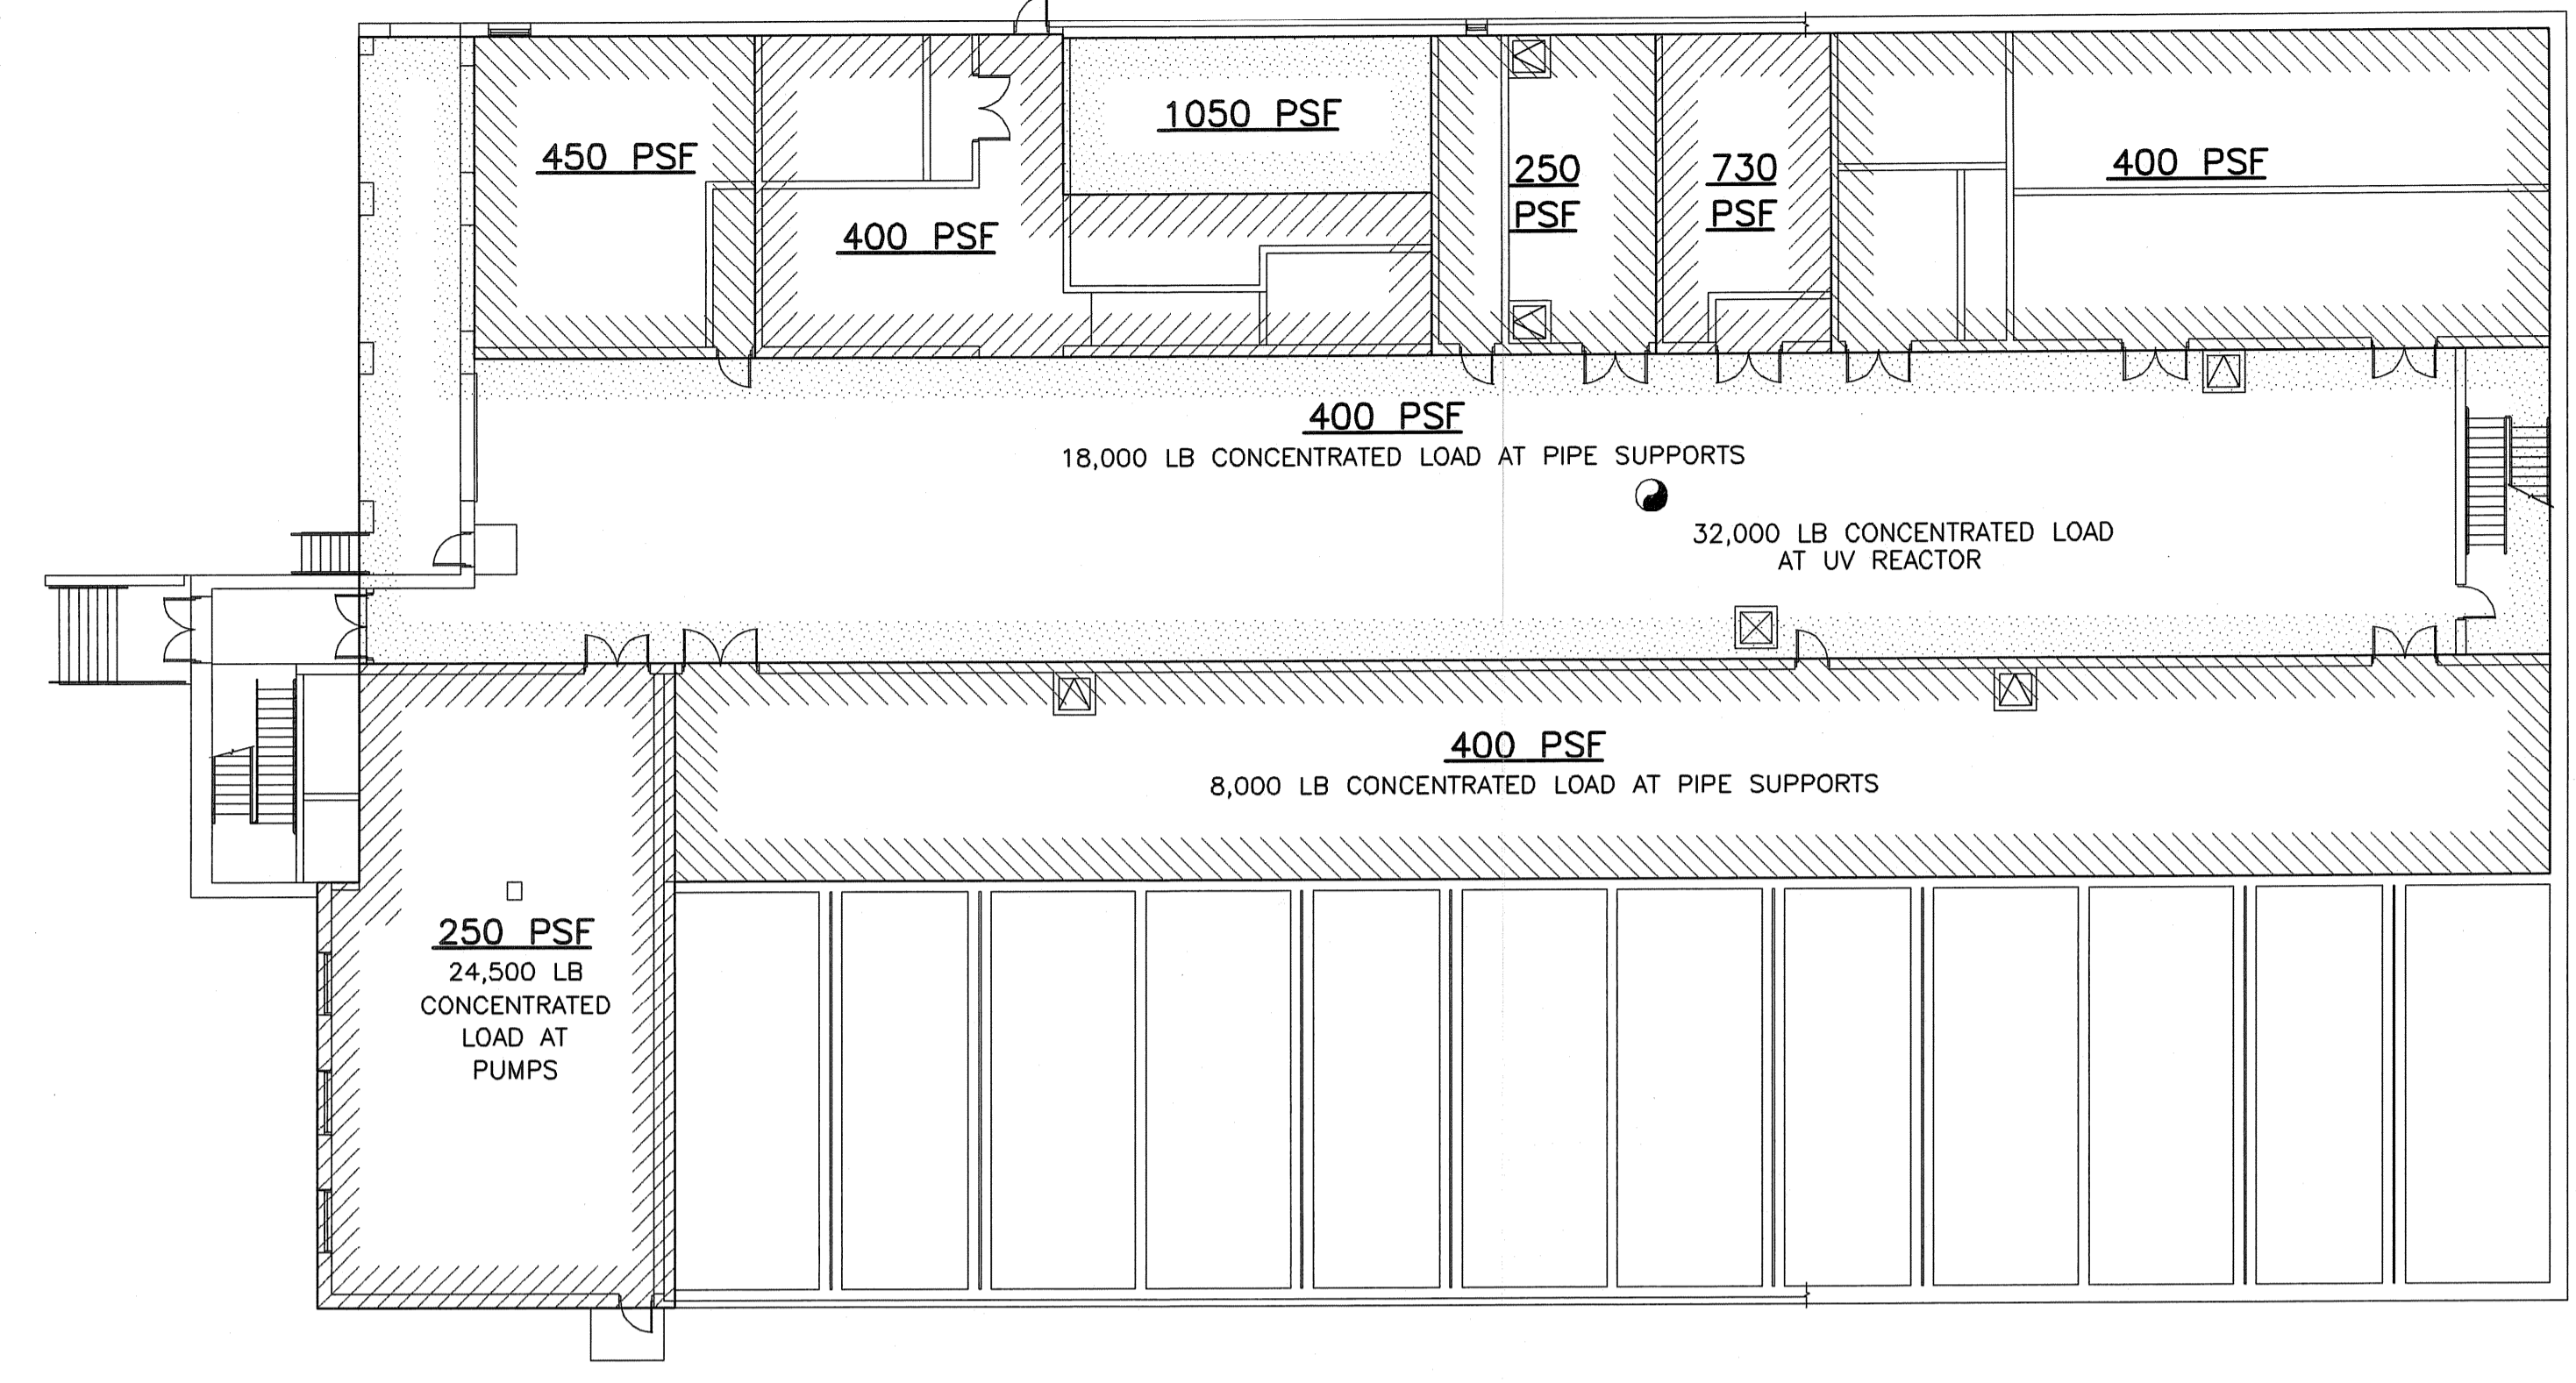 450 PSF
400 PSF
1050 PSF
250
PSF
730
PSF
400 PSF
400 PSF
18,000 LB CONCENTRATED LOAD AT PIPE SUPPORTS
32,000 LB CONCENTRATED LOAD
AT UV REACTOR
400 PSF
8,000 LB CONCENTRATED LOAD AT PIPE SUPPORTS
250 PSF
24,500 LB
CONCENTRATED
LOAD AT
PUMPS